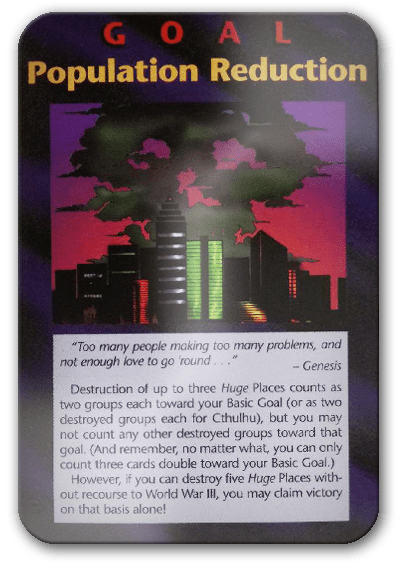 GOAL
Population Reduction
"Too many people making too many problems, and
not enough love to go 'round . . ."
– Genesis
Destruction of up to three Huge Places counts as
two groups each toward your Basic Goal (or as two
destroyed groups each for Cthulhu), but you may
not count any other destroyed groups toward that
goal. (And remember, no matter what, you can only
count three cards double toward your Basic Goal.)
However, if you can destroy five Huge Places with-
out recourse to World War III, you may claim victory
on that basis alone!